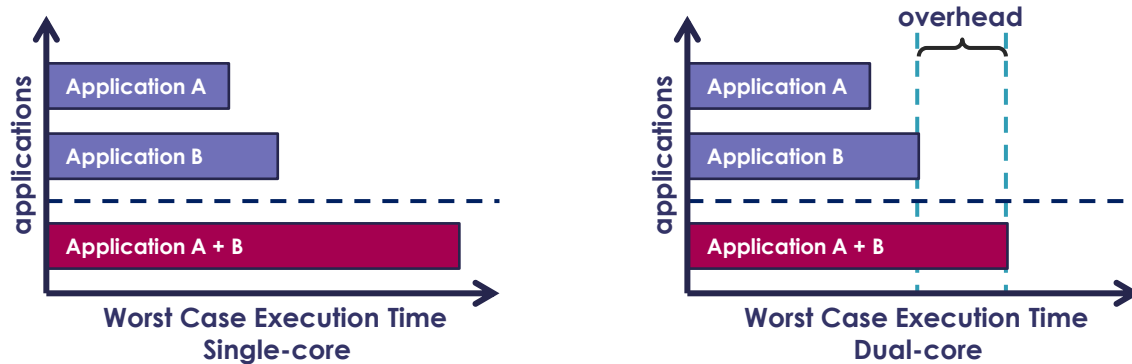 applications
Application A
Application B
Application A + B
Worst Case Execution Time
Single-core
overhead
applications
Application A
Application B
Application A + B
Worst Case Execution Time
Dual-core